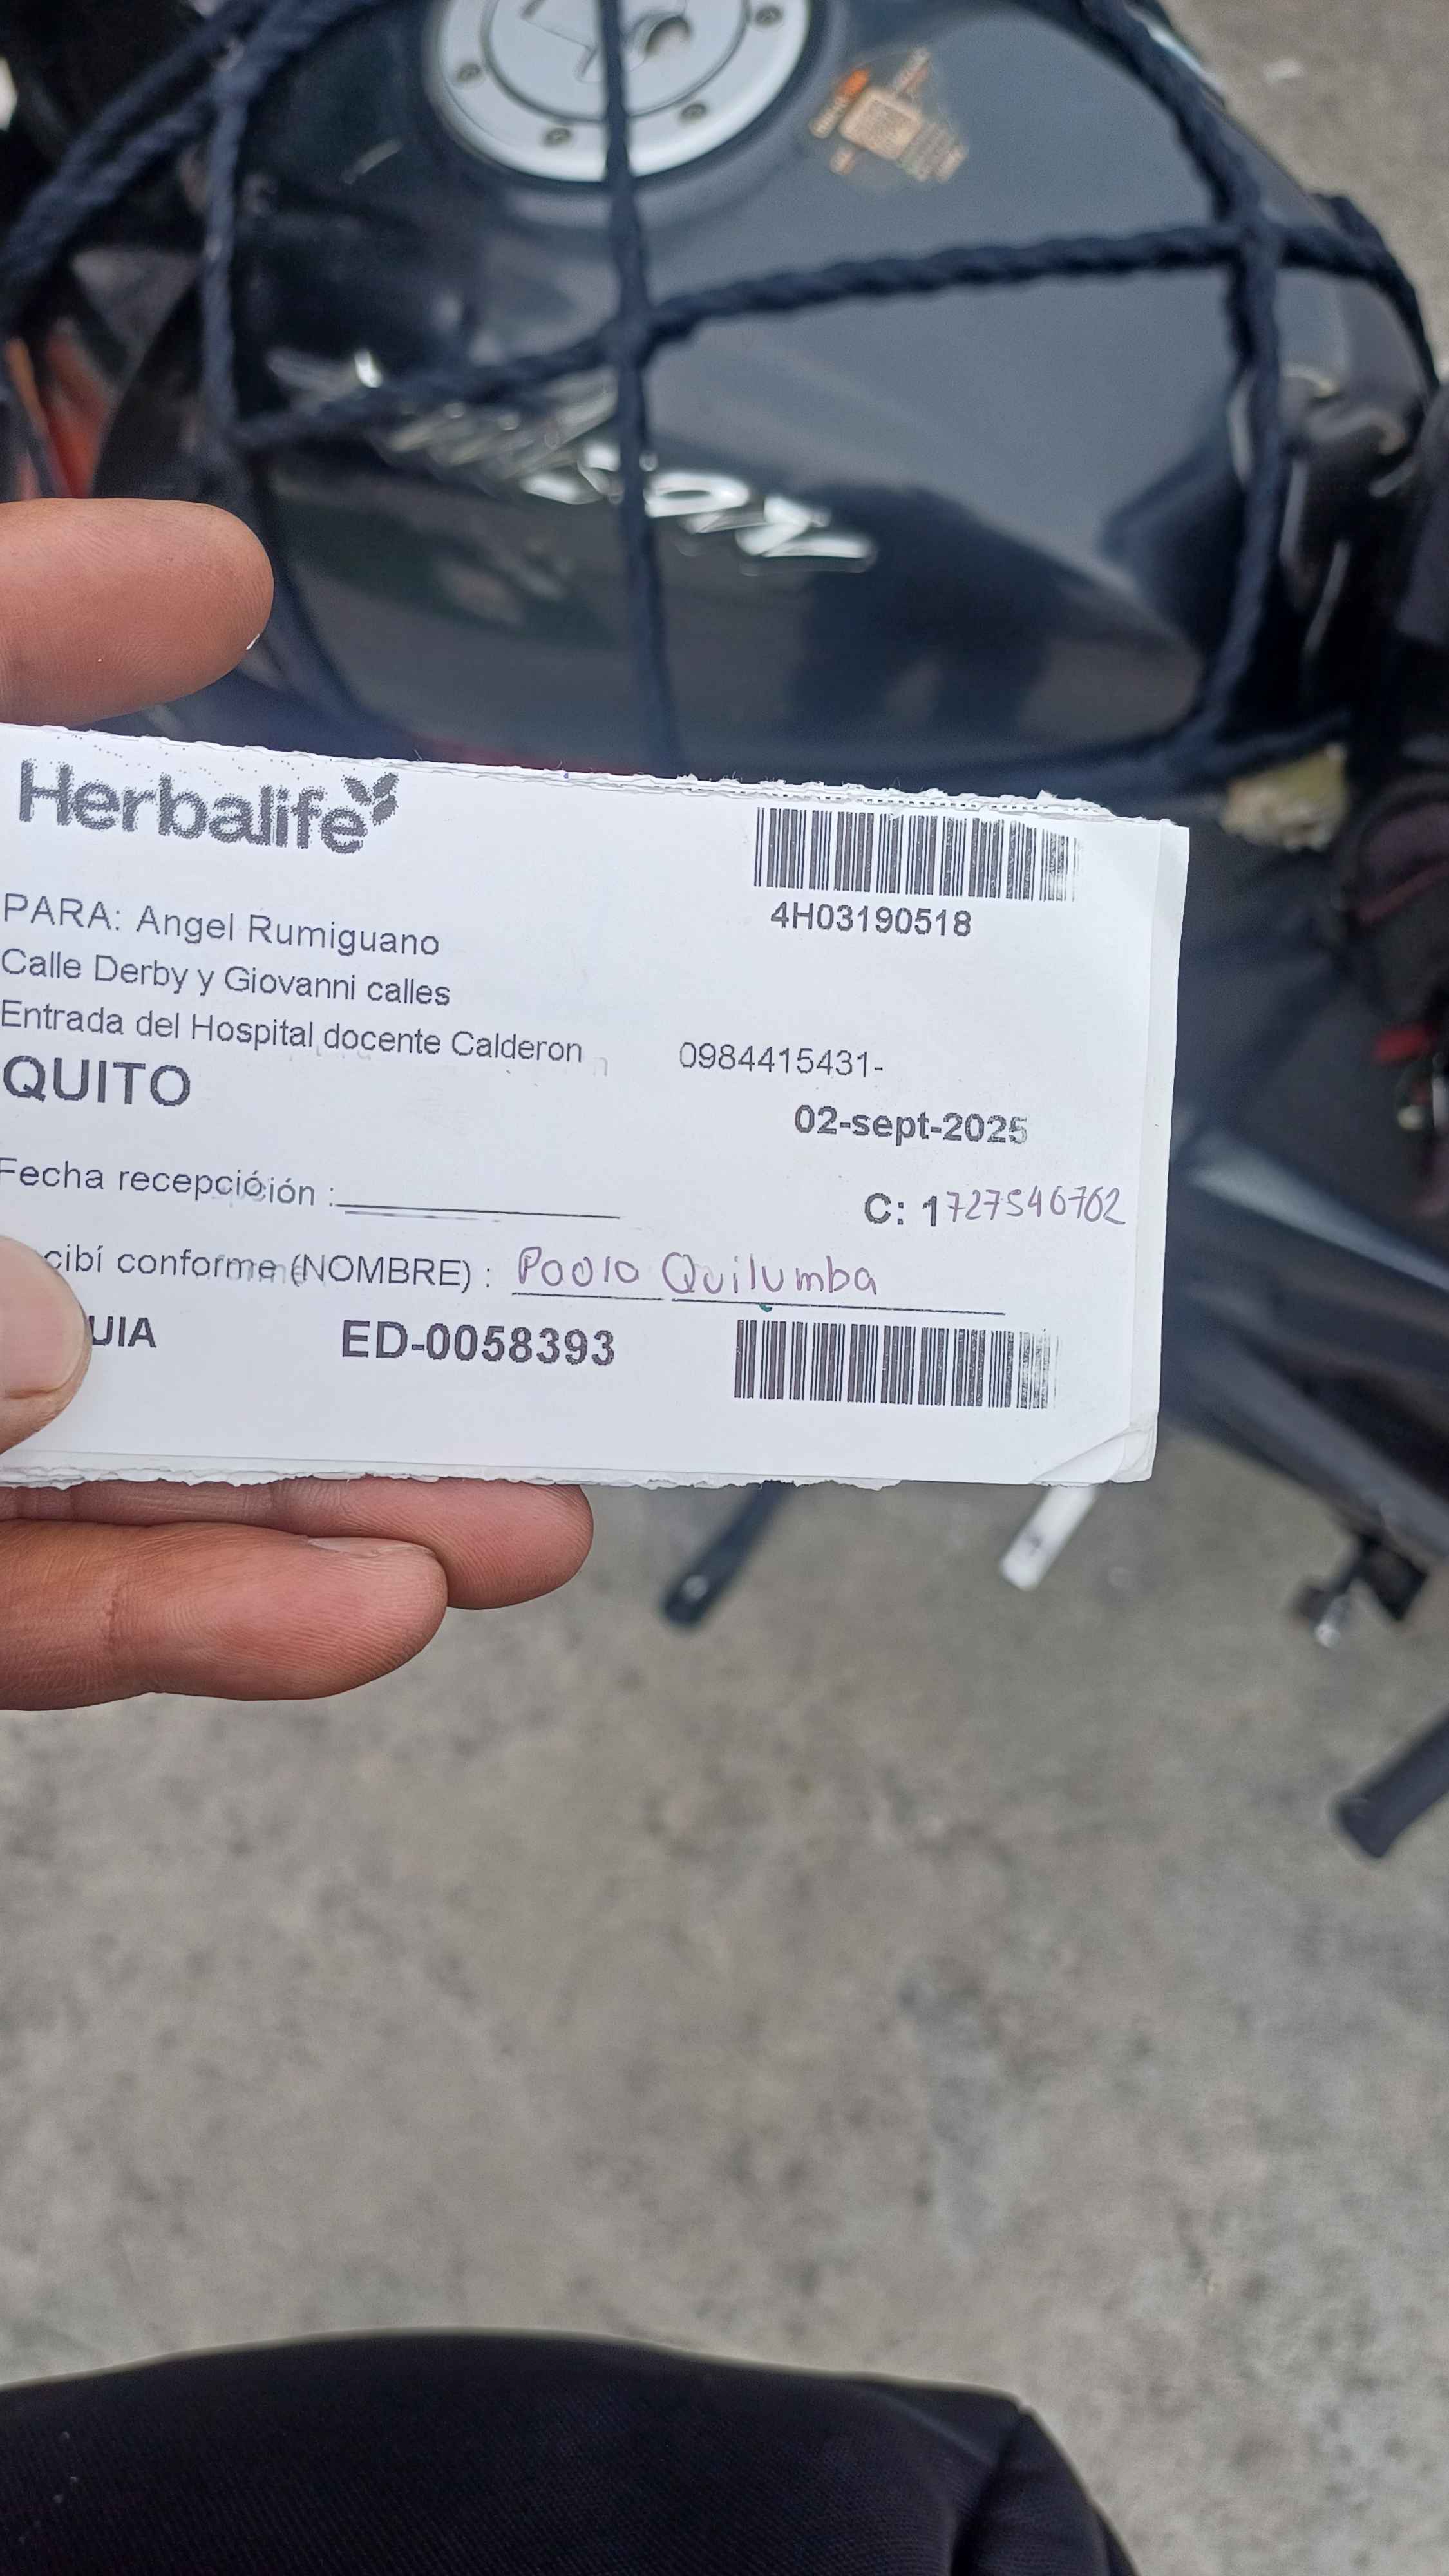 Herbalife
4H03190518
PARA: Angel Rumiguano
Calle Derby y Giovanni calles
Entrada del Hospital docente Calderon 0984415431-
QUITO
02-sept-2025
Fecha recepción :
C: 1727546762
cibí conforme (NOMBRE) : Paolo Quilumba
UIA ED-0058393